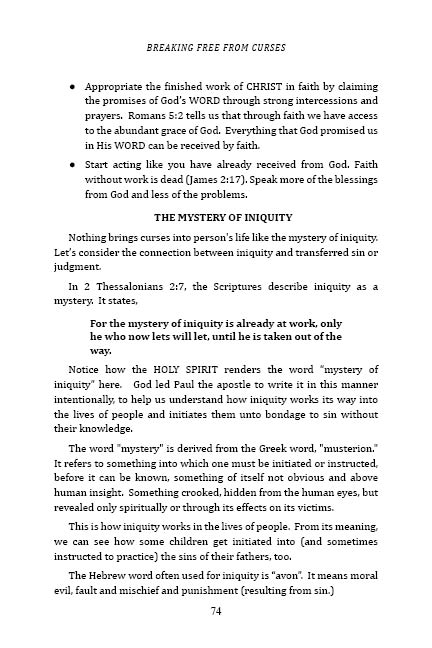 BREAKING FREE FROM CURSES
● Appropriate the finished work of CHRIST in faith by claiming
the promises of God's WORD through strong intercessions and
prayers. Romans 5:2 tells us that through faith we have access
to the abundant grace of God. Everything that God promised us
in His WORD can be received by faith.
● Start acting like you have already received from God. Faith
without work is dead (James 2:17). Speak more of the blessings
from God and less of the problems.
THE MYSTERY OF INIQUITY
Nothing brings curses into person's life like the mystery of iniquity.
Let's consider the connection between iniquity and transferred sin or
judgment.
In 2 Thessalonians 2:7, the Scriptures describe iniquity as a
mystery. It states,
For the mystery of iniquity is already at work, only
he who now lets will let, until he is taken out of the
way.
Notice how the HOLY SPIRIT renders the word "mystery of
iniquity" here. God led Paul the apostle to write it in this manner
intentionally, to help us understand how iniquity works its way into
the lives of people and initiates them unto bondage to sin without
their knowledge.
The word "mystery" is derived from the Greek word, "musterion."
It refers to something into which one must be initiated or instructed,
before it can be known, something of itself not obvious and above
human insight. Something crooked, hidden from the human eyes, but
revealed only spiritually or through its effects on its victims.
This is how iniquity works in the lives of people. From its meaning,
we can see how some children get initiated into (and sometimes
instructed to practice) the sins of their fathers, too.
The Hebrew word often used for iniquity is "avon". It means moral
evil, fault and mischief and punishment (resulting from sin.)
74